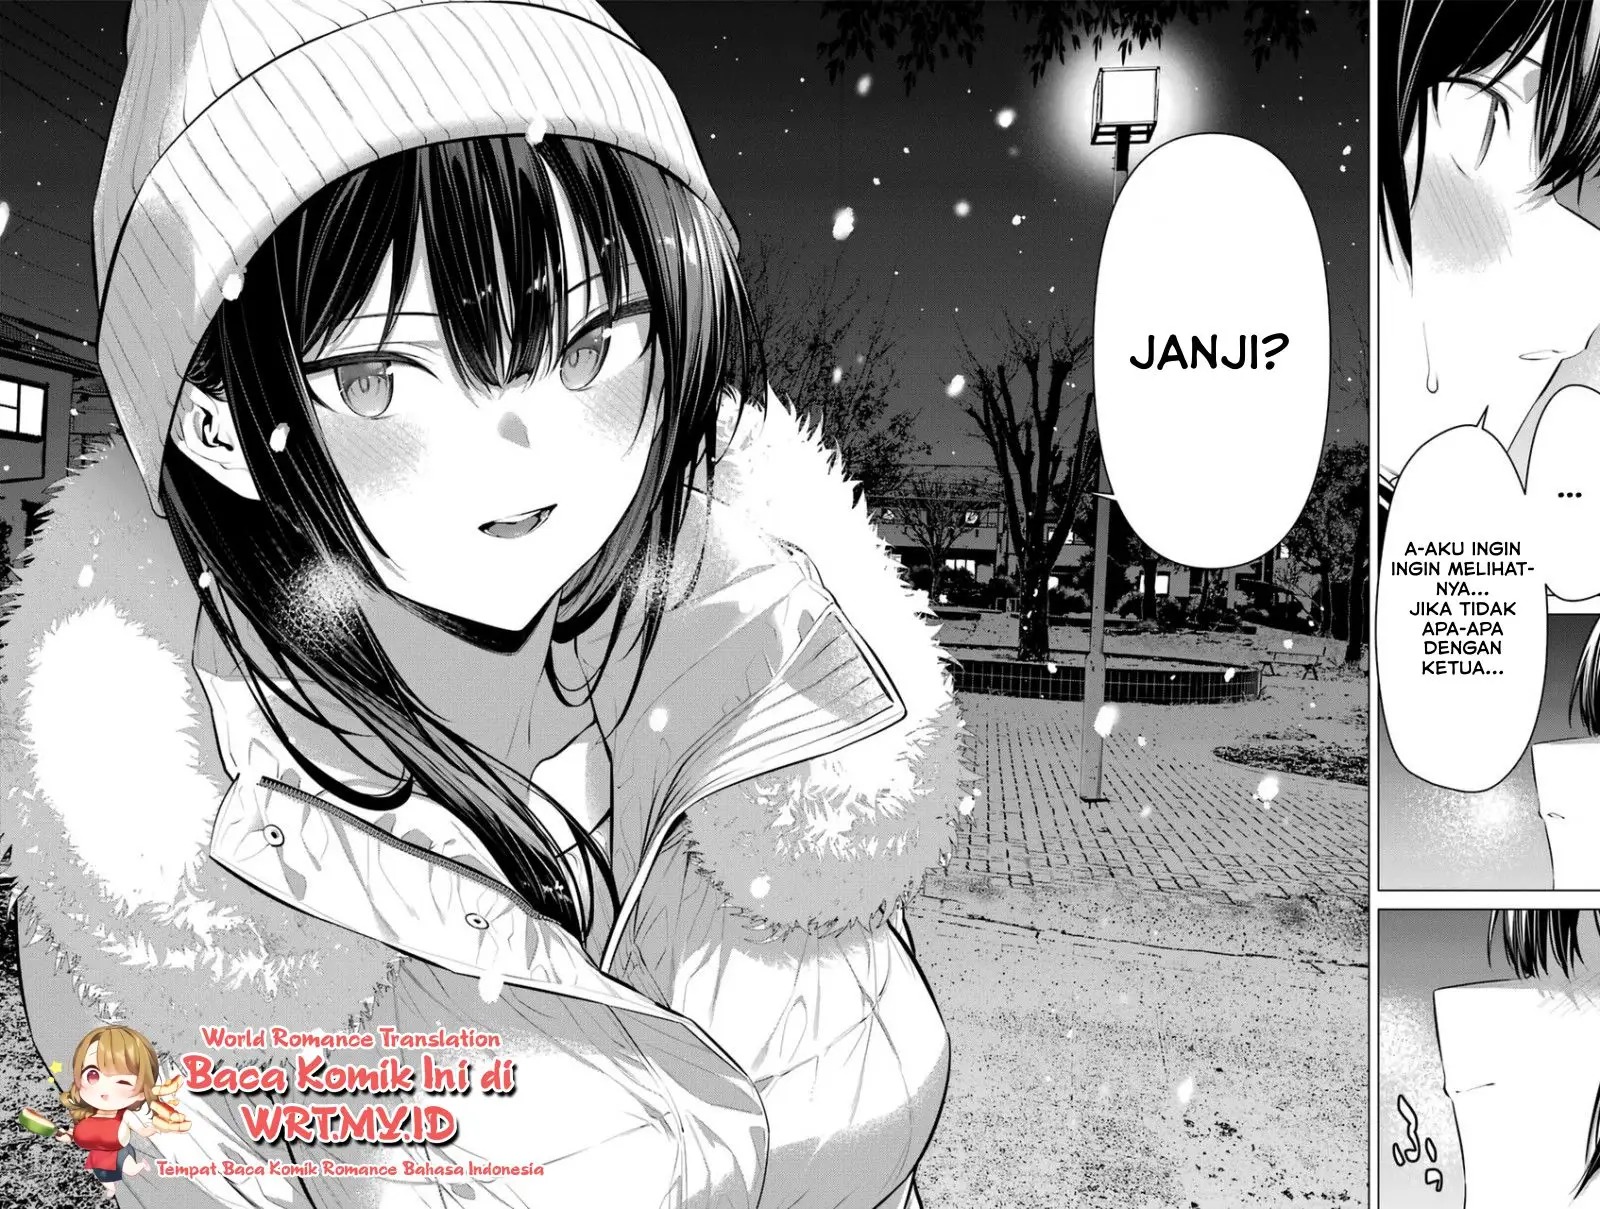 ...
A-AKU INGIN
INGIN MELIHAT-
NYA...
JIKA TIDAK
APA-APA
DENGAN
KETUA...
JANJI?
World Romance Translation
Baca Komik Ini di
WRT.MY.ID
Tempat Baca Komik Romance Bahasa Indonesia